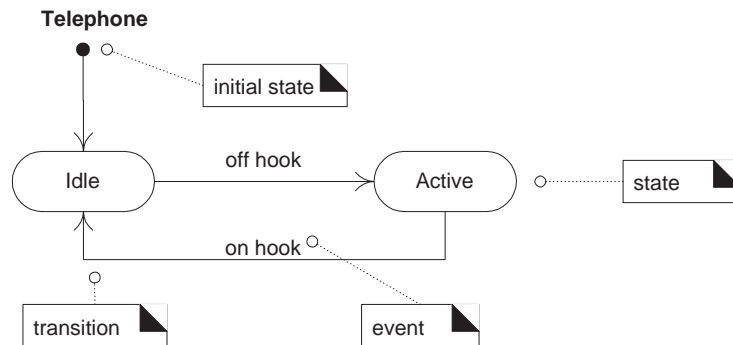 Telephone
initial state
off hook
Idle
Active
state
on hook
transition
event